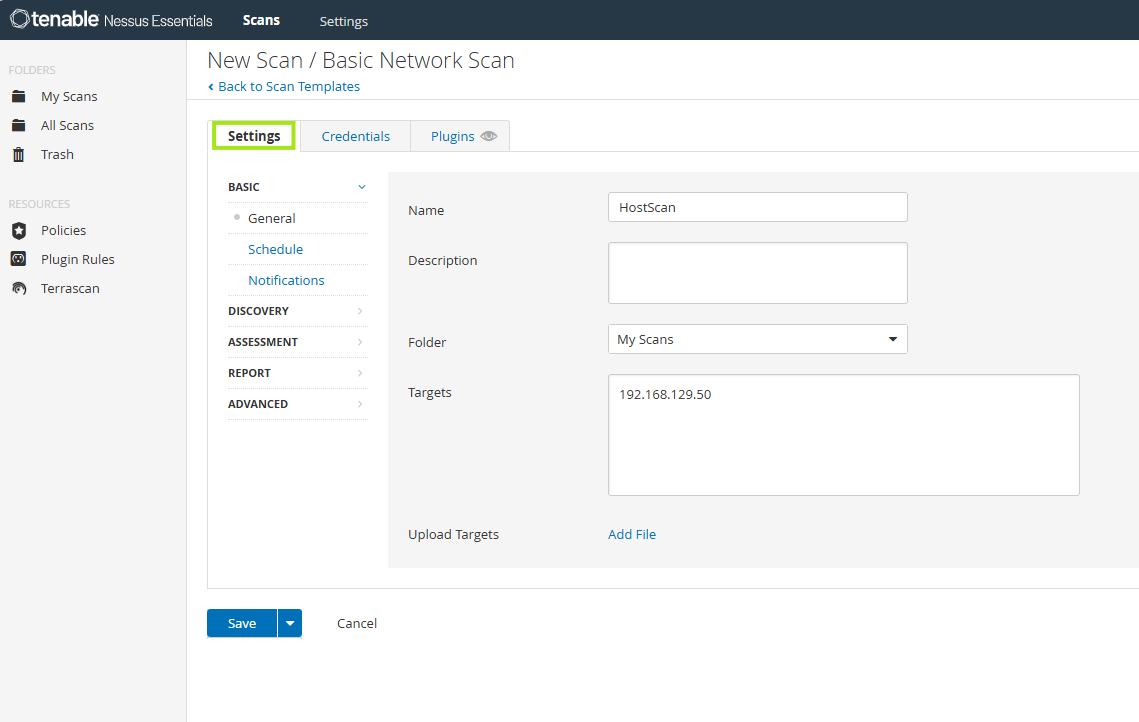 tenable Nessus Essentials Scans Settings
FOLDERS
My Scans
All Scans
Trash
RESOURCES
Policies
Plugin Rules
Terrascan
New Scan / Basic Network Scan
Back to Scan Templates
Settings Credentials Plugins
BASIC
General
Schedule
Notifications
DISCOVERY
ASSESSMENT
REPORT
ADVANCED
Name HostScan
Description
Folder My Scans
Targets 192.168.129.50
Upload Targets Add File
Save Cancel